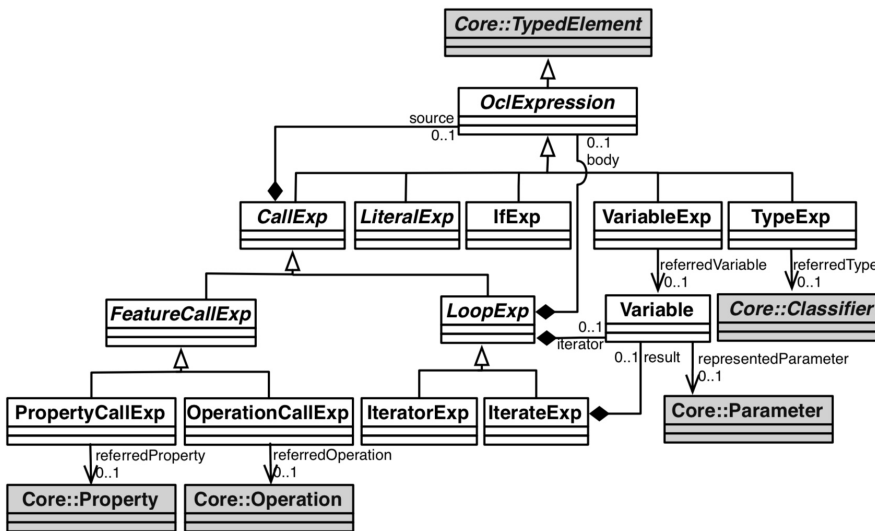 Core::TypedElement
OclExpression
source
0..1
0..1
body
CallExp
LiteralExp
IfExp
VariableExp
TypeExp
referredVariable
0..1
referredType
0..1
FeatureCallExp
LoopExp
0..1
iterator
Variable
Core::Classifier
0..1 result
representedParameter
0..1
PropertyCallExp
OperationCallExp
IteratorExp
IterateExp
Core::Parameter
referredProperty
0..1
referredOperation
0..1
Core::Property
Core::Operation